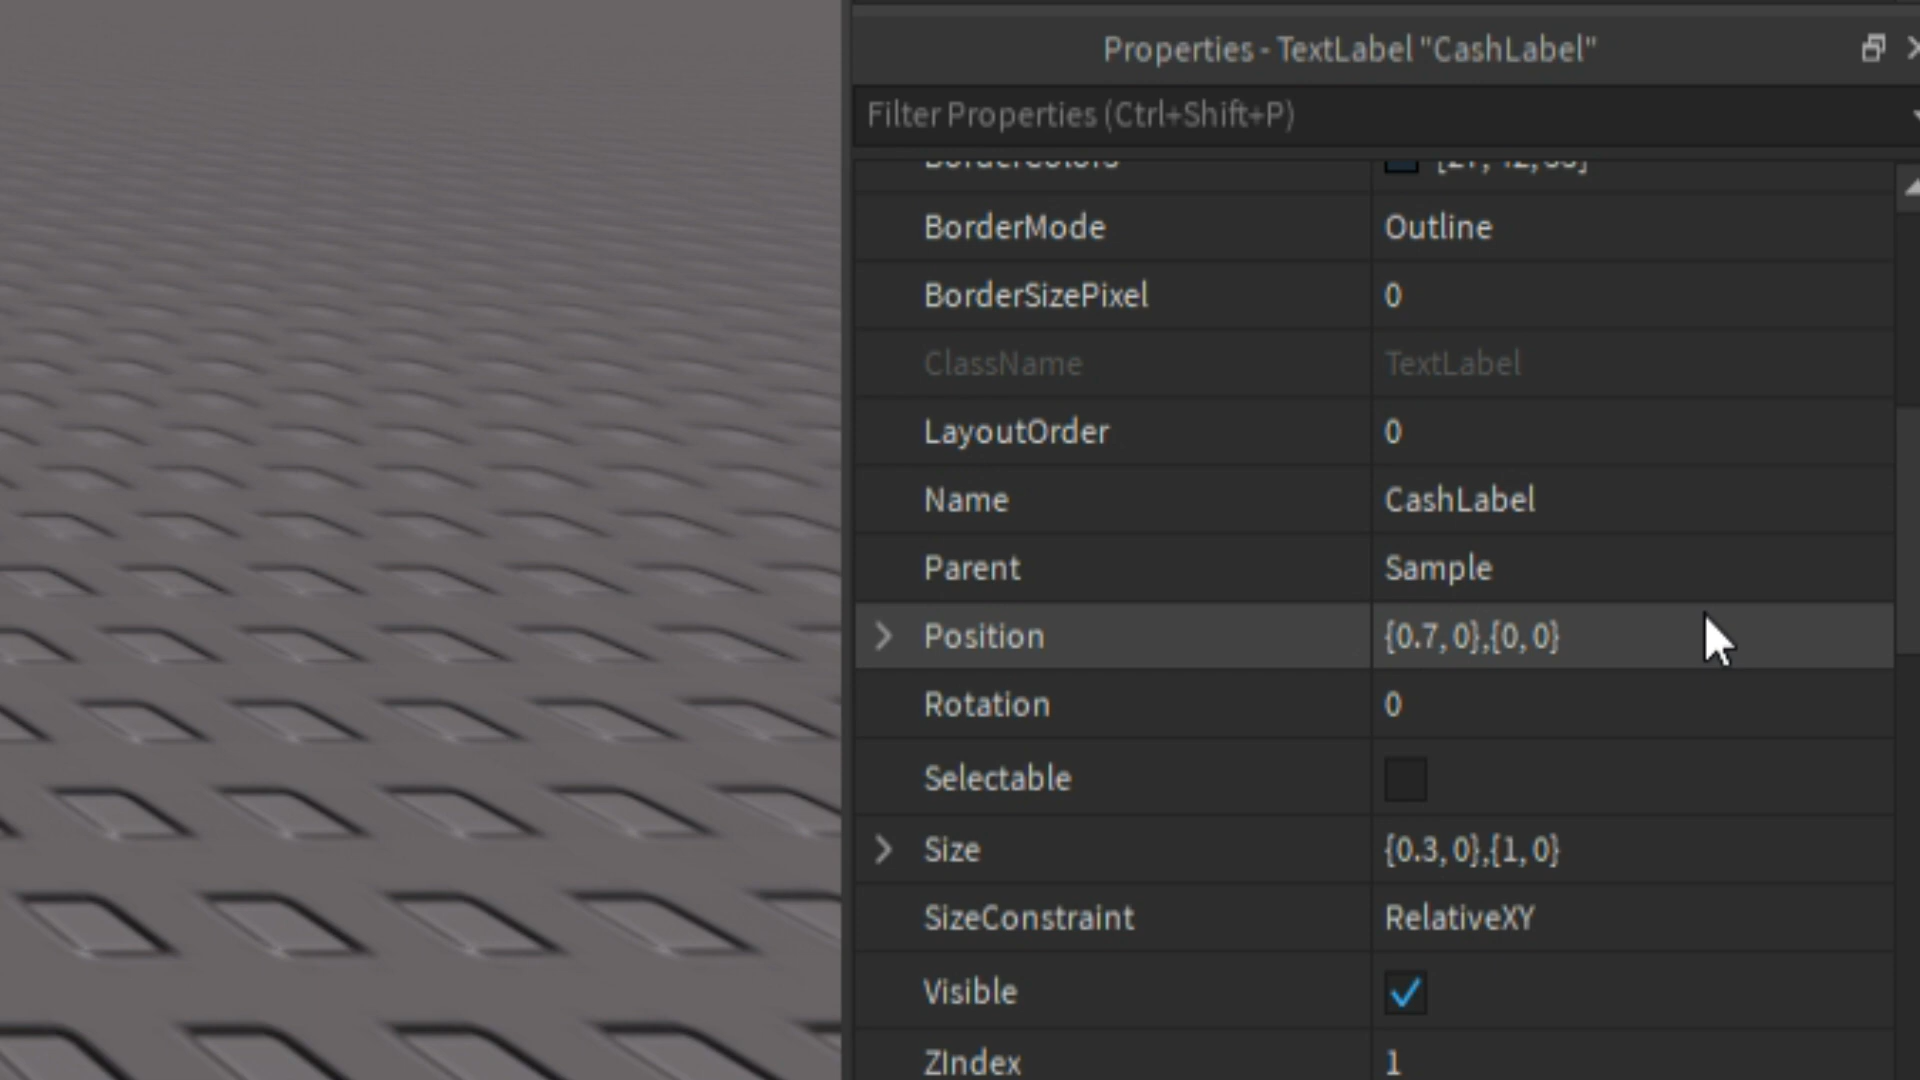 Properties - TextLabel "CashLabel"
Filter Properties (Ctrl+Shift+P)
BorderMode Outline
BorderSizePixel 0
ClassName TextLabel
LayoutOrder 0
Name CashLabel
Parent Sample
Position {0.7, 0},{0, 0}
Rotation 0
Selectable
Size {0.3, 0},{1, 0}
SizeConstraint RelativeXY
Visible
ZIndex 1